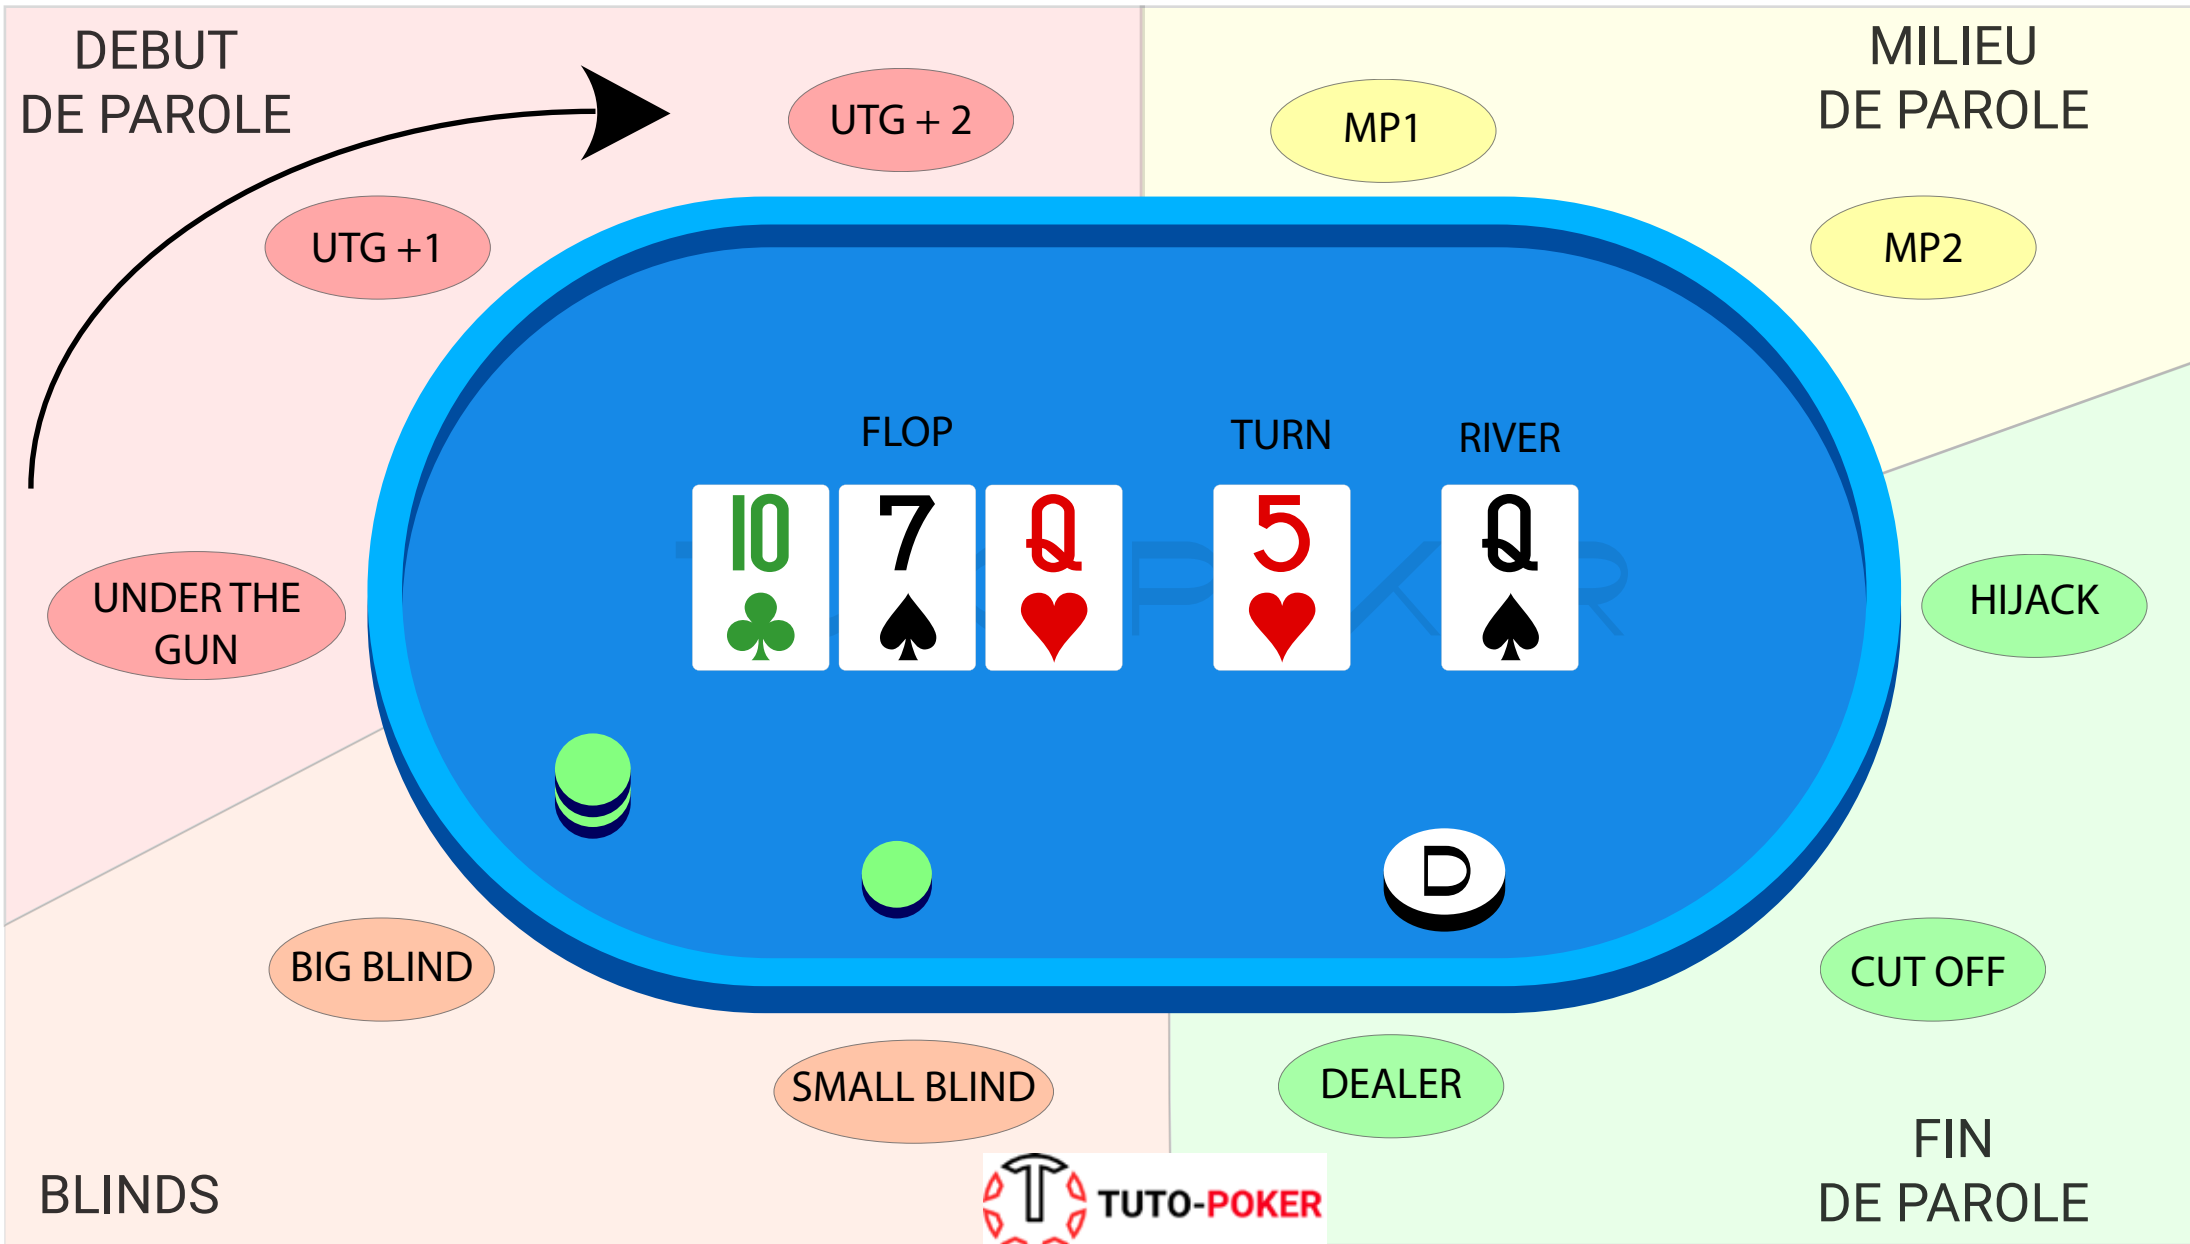 DEBUT
DE PAROLE
UTG + 2
MP1
MILIEU
DE PAROLE
UTG +1
MP2
FLOP
TURN
RIVER
10
7
Q
5
Q
UNDER THE
GUN
HIJACK
D
BIG BLIND
CUT OFF
SMALL BLIND
DEALER
BLINDS
TUTO-POKER
FIN
DE PAROLE